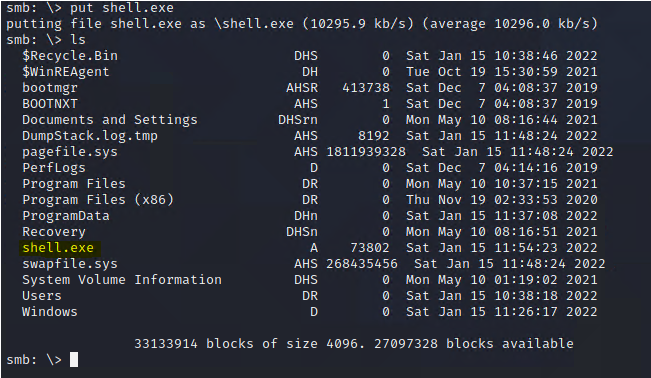 smb: \> put shell.exe
putting file shell.exe as \shell.exe (10295.9 kb/s) (average 10296.0 kb/s)
smb: \> ls
  $Recycle.Bin                      DHS        0  Sat Jan 15 10:38:46 2022
  $WinREAgent                        DH        0  Tue Oct 19 15:30:59 2021
  bootmgr                          AHSR   413738  Sat Dec  7 04:08:37 2019
  BOOTNXT                           AHS        1  Sat Dec  7 04:08:37 2019
  Documents and Settings          DHSrn        0  Mon May 10 08:16:44 2021
  DumpStack.log.tmp                 AHS     8192  Sat Jan 15 11:48:24 2022
  pagefile.sys                      AHS 1811939328  Sat Jan 15 11:48:24 2022
  PerfLogs                            D        0  Sat Dec  7 04:14:16 2019
  Program Files                      DR        0  Mon May 10 10:37:15 2021
  Program Files (x86)                DR        0  Thu Nov 19 02:33:53 2020
  ProgramData                       DHn        0  Sat Jan 15 11:37:08 2022
  Recovery                         DHSn        0  Mon May 10 08:16:51 2021
  shell.exe                           A    73802  Sat Jan 15 11:54:23 2022
  swapfile.sys                      AHS 268435456  Sat Jan 15 11:48:24 2022
  System Volume Information         DHS        0  Mon May 10 01:19:02 2021
  Users                              DR        0  Sat Jan 15 10:38:18 2022
  Windows                             D        0  Sat Jan 15 11:26:17 2022
                33133914 blocks of size 4096. 27097328 blocks available
smb: \>